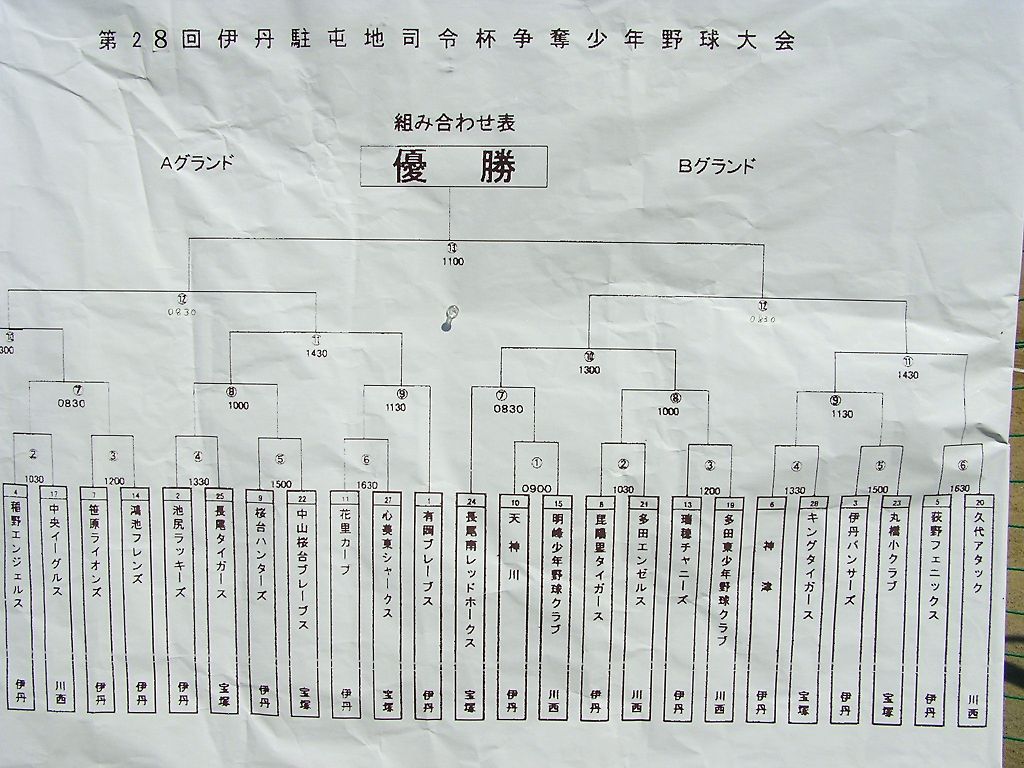 第28回伊丹駐屯地司令杯争奪少年野球大会
組み合わせ表
Aグランド
優 勝
Bグランド
⑬
1100
⑫
0830
⑫
0830
300
⑪
1430
⑩
1300
⑪
1430
⑦
0830
⑧
1000
⑨
1130
⑦
0830
⑧
1000
⑨
1130
②
1030
③
1200
④
1330
⑤
1500
⑥
1630
①
0900
②
1030
③
1200
④
1330
⑤
1500
⑥
1630
4 稲野エンジェルス 伊丹
17 中央イーグルス 川西
7 笹原ライオンズ 伊丹
14 鴻池フレンズ 伊丹
2 池尻ラッキーズ 伊丹
25 長尾タイガース 宝塚
9 桜台ハンターズ 伊丹
22 中山桜台ブレーブス 宝塚
11 花里カープ 伊丹
27 心美東シャークス 宝塚
1 有岡ブレーブス 伊丹
24 長尾南レッドホークス 宝塚
10 天神川 伊丹
15 明峰少年野球クラブ 川西
8 昆陽里タイガース 伊丹
21 多田エンゼルス 川西
13 瑞穂チャニーズ 伊丹
19 多田東少年野球クラブ 川西
6 神津 伊丹
28 キングタイガース 宝塚
3 伊丹パンサーズ 伊丹
23 丸橋小クラブ 宝塚
5 荻野フェニックス 伊丹
20 久代アタック 川西